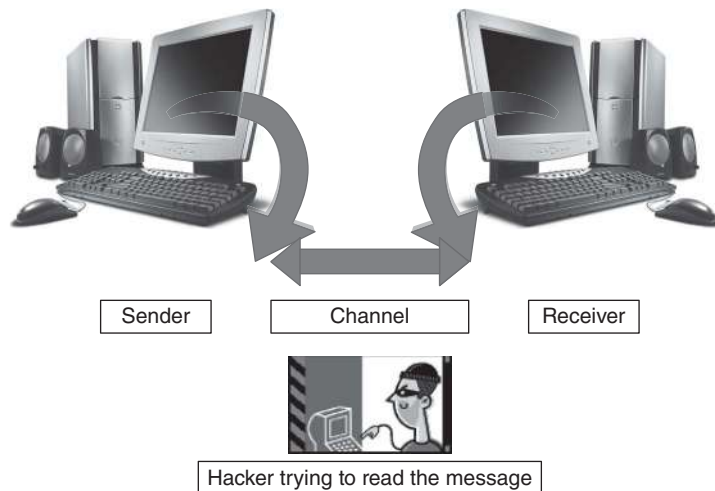 Sender
Channel
Receiver
Hacker trying to read the message